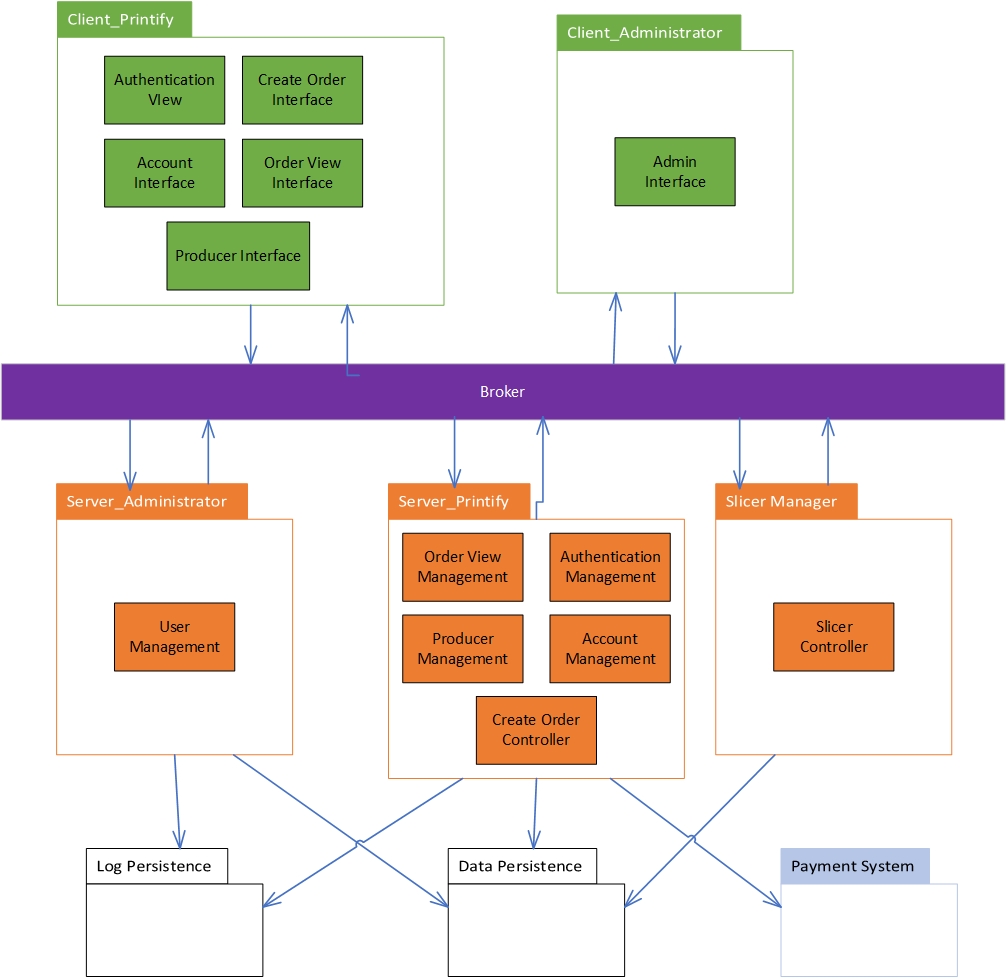 Client_Printify
Client_Administrator
Authentication
VIew
Create Order
Interface
Account
Interface
Order View
Interface
Producer Interface
Admin
Interface
Broker
Server_Administrator
Server_Printify
Slicer Manager
Order View
Management
Authentication
Management
User
Management
Producer
Management
Account
Management
Slicer
Controller
Create Order
Controller
Log Persistence
Data Persistence
Payment System